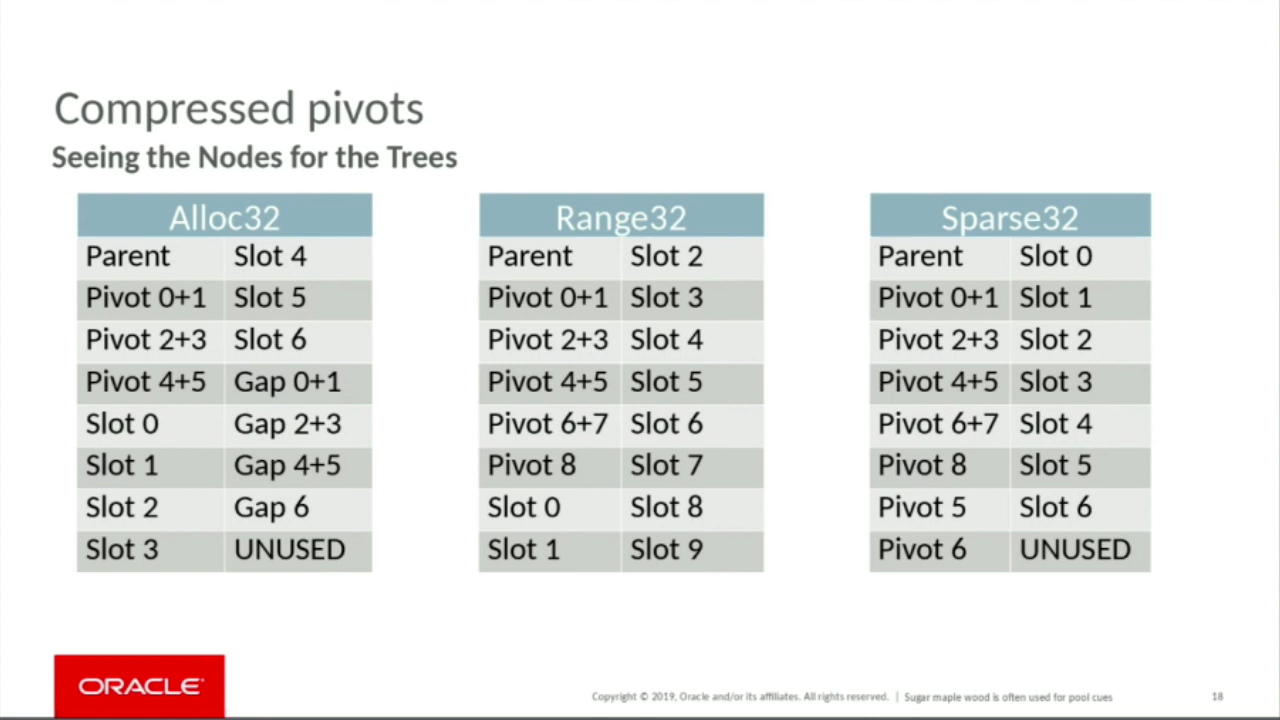 Compressed pivots
Seeing the Nodes for the Trees
Alloc32
Parent Slot 4
Pivot 0+1 Slot 5
Pivot 2+3 Slot 6
Pivot 4+5 Gap 0+1
Slot 0 Gap 2+3
Slot 1 Gap 4+5
Slot 2 Gap 6
Slot 3 UNUSED
Range32
Parent Slot 2
Pivot 0+1 Slot 3
Pivot 2+3 Slot 4
Pivot 4+5 Slot 5
Pivot 6+7 Slot 6
Pivot 8 Slot 7
Slot 0 Slot 8
Slot 1 Slot 9
Sparse32
Parent Slot 0
Pivot 0+1 Slot 1
Pivot 2+3 Slot 2
Pivot 4+5 Slot 3
Pivot 6+7 Slot 4
Pivot 8 Slot 5
Pivot 5 Slot 6
Pivot 6 UNUSED
ORACLE
Copyright © 2019, Oracle and/or its affiliates. All rights reserved. | Sugar maple wood is often used for pool cues
18